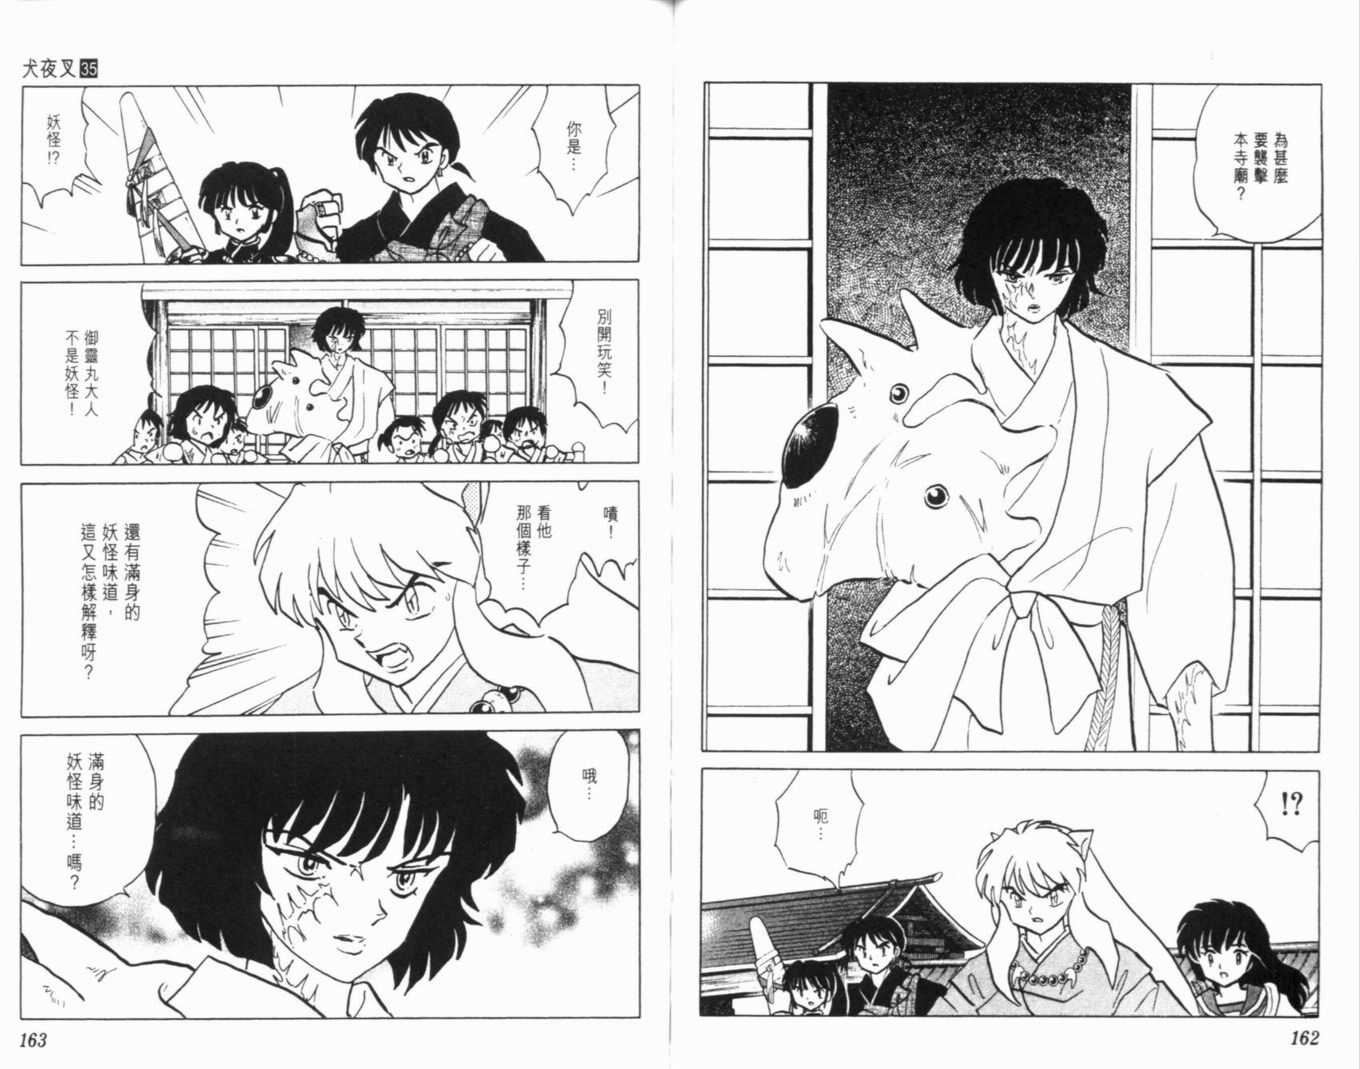 為甚麼
要襲擊
本寺廟？
!?
呃…
162
犬夜叉 35
你是…
妖怪!?
別開玩笑！
御靈丸大人
不是妖怪！
嘖！
看他
那個樣子…
還有滿身的
妖怪味道，
這又怎樣解釋呀？
哦…
滿身的
妖怪味道…嗎？
163